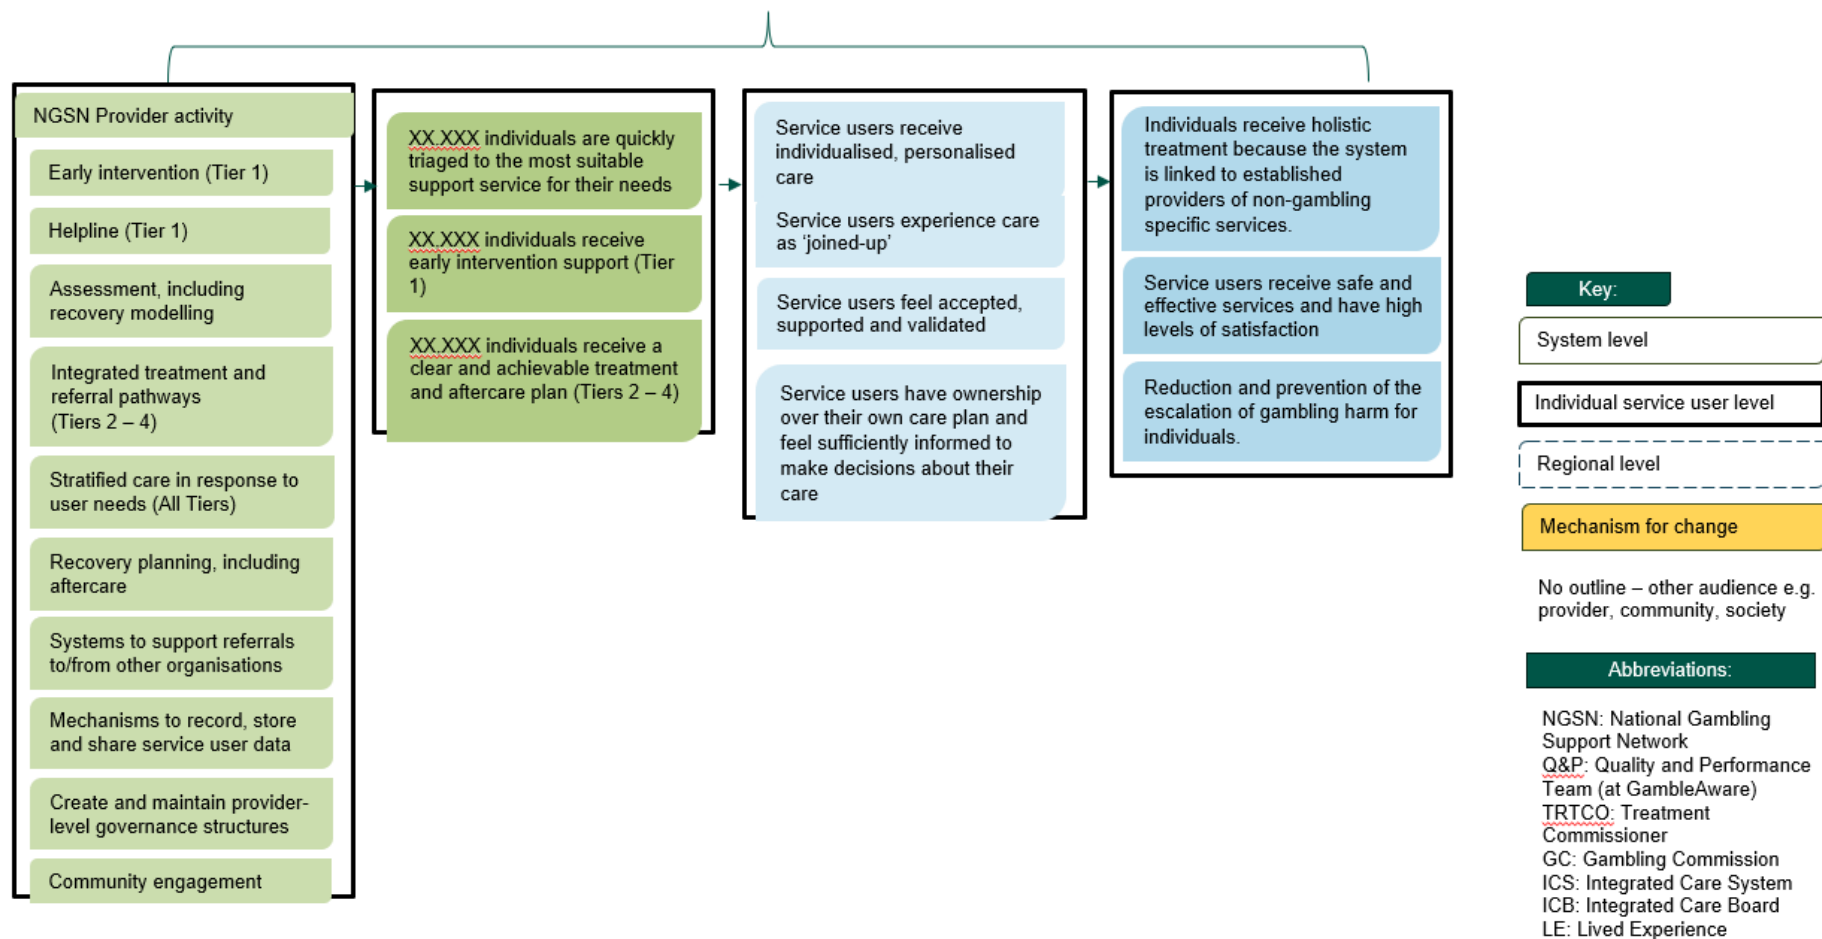 NGSN Provider activity
Early intervention (Tier 1)
Helpline (Tier 1)
Assessment, including
recovery modelling
Integrated treatment and
referral pathways
(Tiers 2 – 4)
Stratified care in response to
user needs (All Tiers)
Recovery planning, including
aftercare
Systems to support referrals
to/from other organisations
Mechanisms to record, store
and share service user data
Create and maintain provider-
level governance structures
Community engagement
XX.XXX individuals are quickly
triaged to the most suitable
support service for their needs
XX.XXX individuals receive
early intervention support (Tier
1)
XX.XXX individuals receive a
clear and achievable treatment
and aftercare plan (Tiers 2 – 4)
Service users receive
individualised, personalised
care
Service users experience care
as ‘joined-up’
Service users feel accepted,
supported and validated
Service users have ownership
over their own care plan and
feel sufficiently informed to
make decisions about their
care
Individuals receive holistic
treatment because the system
is linked to established
providers of non-gambling
specific services.
Service users receive safe and
effective services and have high
levels of satisfaction
Reduction and prevention of the
escalation of gambling harm for
individuals.
Key:
System level
Individual service user level
Regional level
Mechanism for change
No outline – other audience e.g.
provider, community, society
Abbreviations:
NGSN: National Gambling
Support Network
Q&P: Quality and Performance
Team (at GambleAware)
TRTCO: Treatment
Commissioner
GC: Gambling Commission
ICS: Integrated Care System
ICB: Integrated Care Board
LE: Lived Experience